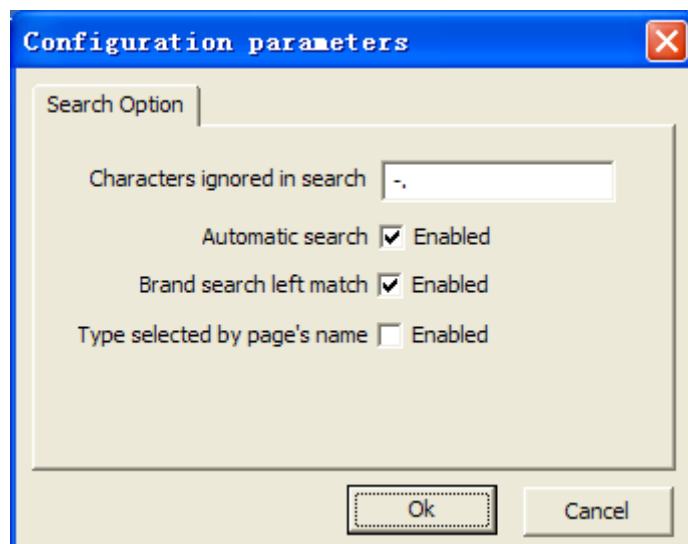 Configuration parameters
Search Option
Characters ignored in search -.
Automatic search Enabled
Brand search left match Enabled
Type selected by page's name Enabled
Ok Cancel